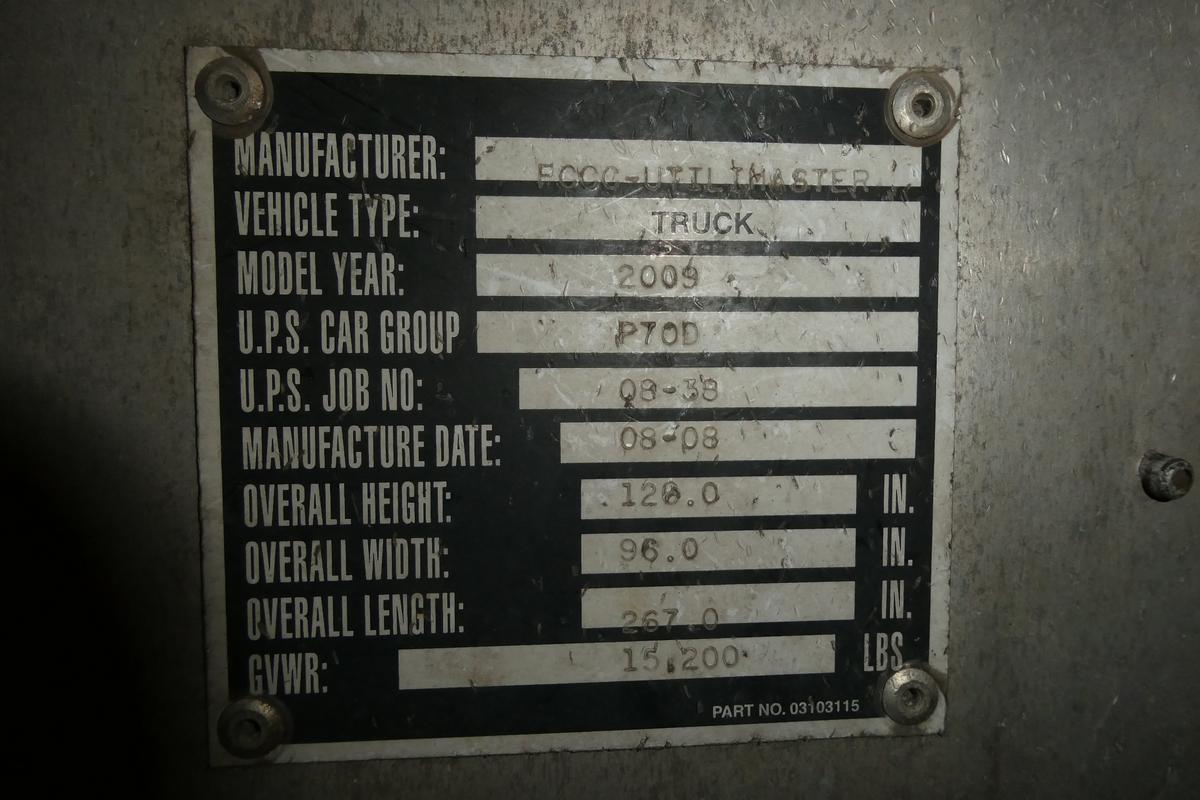 MANUFACTURER: FCCC-UTILIMASTER
VEHICLE TYPE: TRUCK
MODEL YEAR: 2009
U.P.S. CAR GROUP P70D
U.P.S. JOB NO: 08-38
MANUFACTURE DATE: 08-08
OVERALL HEIGHT: 128.0 IN.
OVERALL WIDTH: 96.0 IN.
OVERALL LENGTH: 267.0 IN.
GVWR: 15,200 LBS
PART NO. 03103115